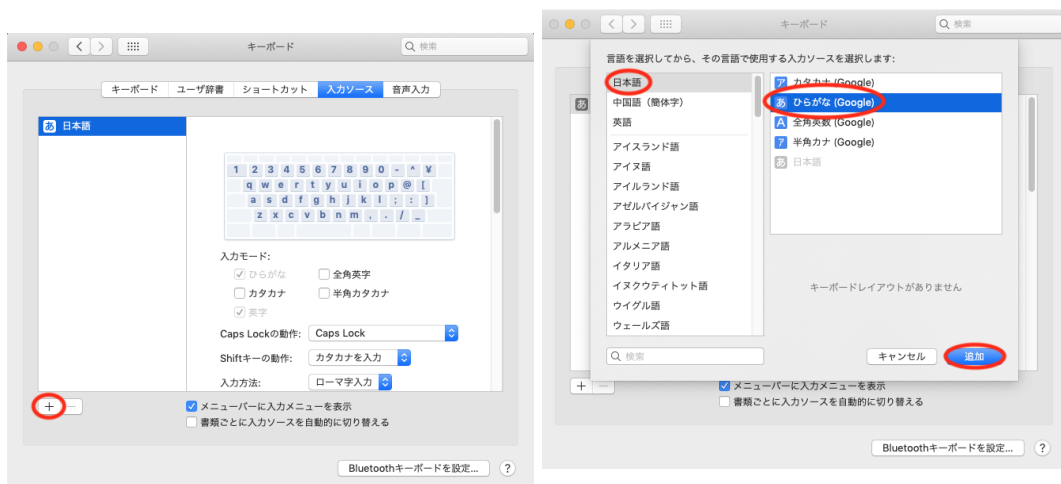 キーボード
検索
キーボード ユーザ辞書 ショートカット 入力ソース 音声入力
あ 日本語
1 2 3 4 5 6 7 8 9 0 - ^ ¥
q w e r t y u i o p @ [
a s d f g h j k l ; : ]
z x c v b n m , . / _
入力モード:
ひらがな 全角英字
カタカナ 半角カタカナ
英字
Caps Lockの動作: Caps Lock
Shiftキーの動作: カタカナを入力
入力方法: ローマ字入力
+ −
メニューバーに入力メニューを表示
書類ごとに入力ソースを自動的に切り替える
Bluetoothキーボードを設定... ?
キーボード
検索
言語を選択してから、その言語で使用する入力ソースを選択します:
あ
日本語
中国語（簡体字）
英語
アイスランド語
アイヌ語
アイルランド語
アゼルバイジャン語
アラビア語
アルメニア語
イタリア語
イヌクウティトット語
ウイグル語
ウェールズ語
検索
ア カタカナ (Google)
あ ひらがな (Google)
A 全角英数 (Google)
ア 半角カナ (Google)
あ 日本語
キーボードレイアウトがありません
キャンセル 追加
+ −
メニューバーに入力メニューを表示
書類ごとに入力ソースを自動的に切り替える
Bluetoothキーボードを設定... ?